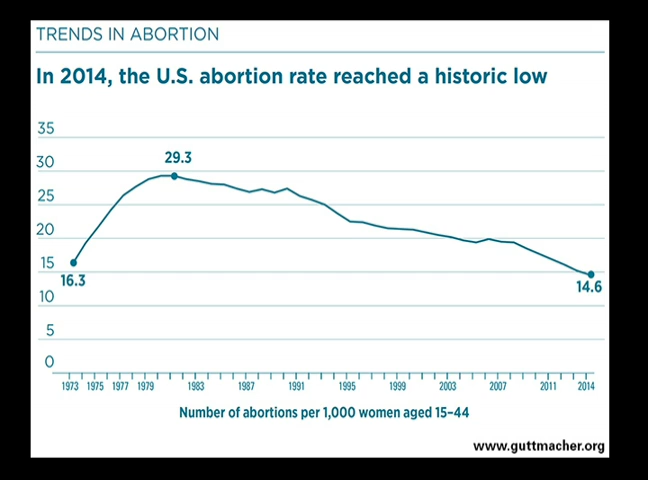 TRENDS IN ABORTION
In 2014, the U.S. abortion rate reached a historic low
35
30
29.3
25
20
15
16.3
14.6
10
5
0
1973 1975 1977 1979 1983 1987 1991 1995 1999 2003 2007 2011 2014
Number of abortions per 1,000 women aged 15–44
www.guttmacher.org